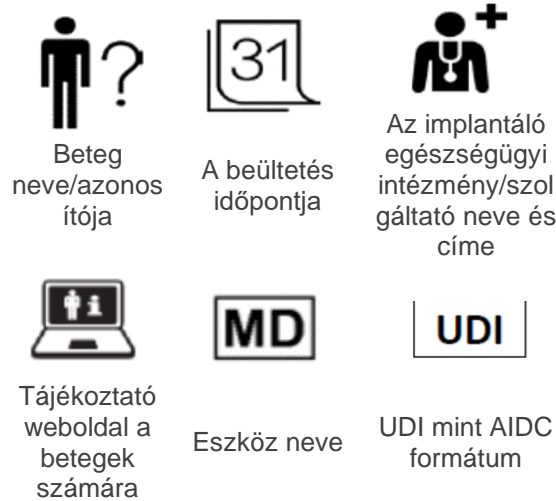 ?
31
Beteg
neve/azonos
ítója
A beültetés
időpontja
Az implantáló
egészségügyi
intézmény/szol
gáltató neve és
címe
i
MD
UDI
Tájékoztató
weboldal a
betegek
számára
Eszköz neve
UDI mint AIDC
formátum